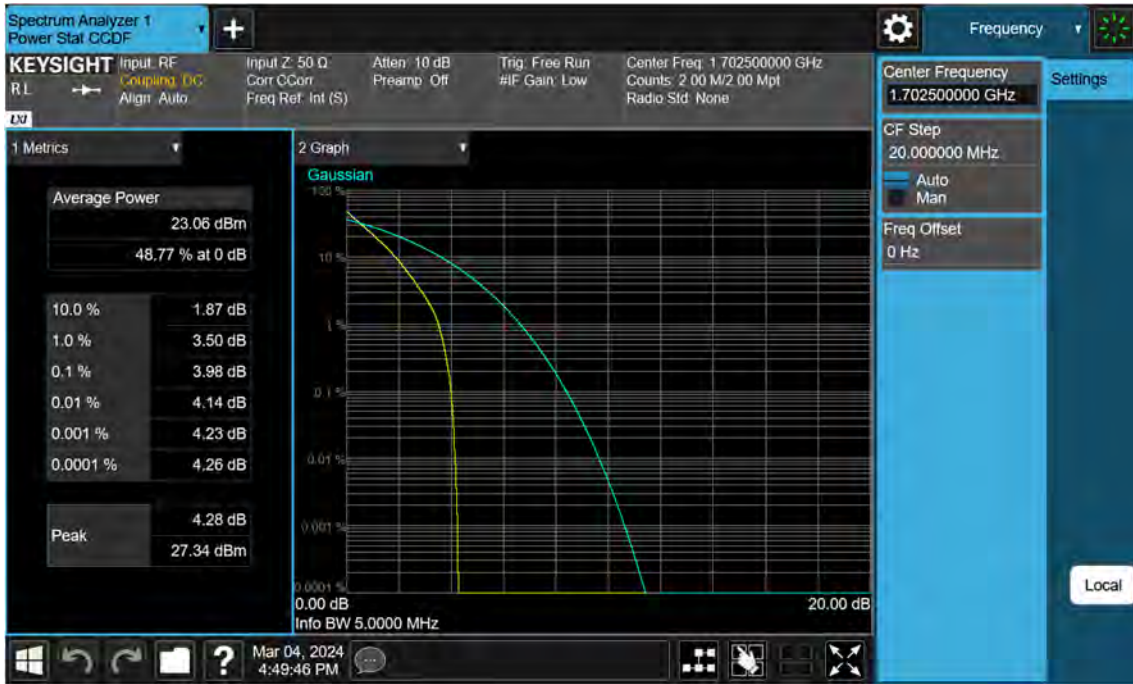 Spectrum Analyzer 1
Power Stat CCDF
Frequency
KEYSIGHT
RL
LXI
Input: RF
Coupling: DC
Align: Auto
Input Z: 50 Ω
Corr CCorr
Freq Ref: Int (S)
Atten: 10 dB
Preamp: Off
Trig: Free Run
#IF Gain: Low
Center Freq: 1.702500000 GHz
Counts: 2.00 M/2.00 Mpt
Radio Std: None
Center Frequency
1.702500000 GHz
Settings
CF Step
20.000000 MHz
Auto
Man
Freq Offset
0 Hz
1 Metrics
Average Power
23.06 dBm
48.77 % at 0 dB
10.0 % 1.87 dB
1.0 % 3.50 dB
0.1 % 3.98 dB
0.01 % 4.14 dB
0.001 % 4.23 dB
0.0001 % 4.26 dB
Peak
4.28 dB
27.34 dBm
2 Graph
Gaussian
100 %
10 %
1 %
0.1 %
0.01 %
0.001 %
0.0001 %
0.00 dB 20.00 dB
Info BW 5.0000 MHz
Local
?
Mar 04, 2024
4:49:46 PM